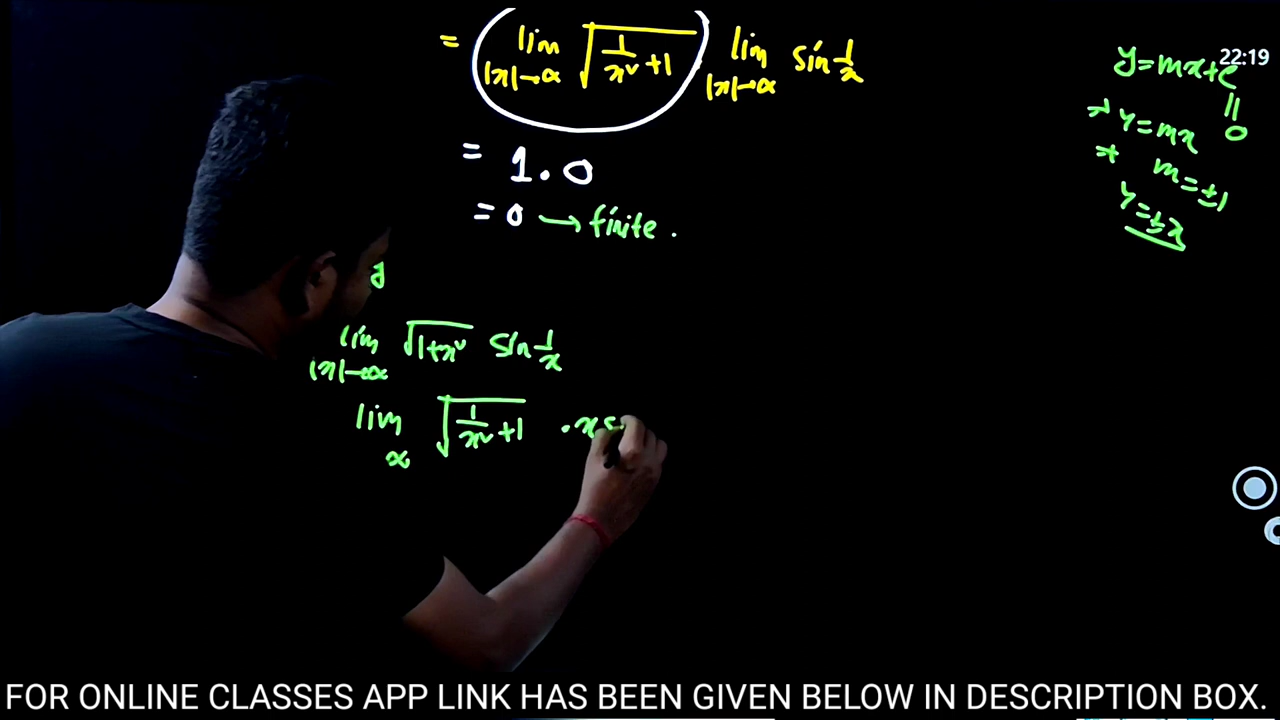 = lim |x|→∝ √(1/x² + 1) lim |x|→∝ sin 1/x
= 1 . 0
= 0 → finite .
y
lim |x|→∝ √(1+x²) sin 1/x
lim ∝ √(1/x² + 1) . x s
22:19
y = mx + c
||
0
y = mx
m = ±1
y = ±x
FOR ONLINE CLASSES APP LINK HAS BEEN GIVEN BELOW IN DESCRIPTION BOX.